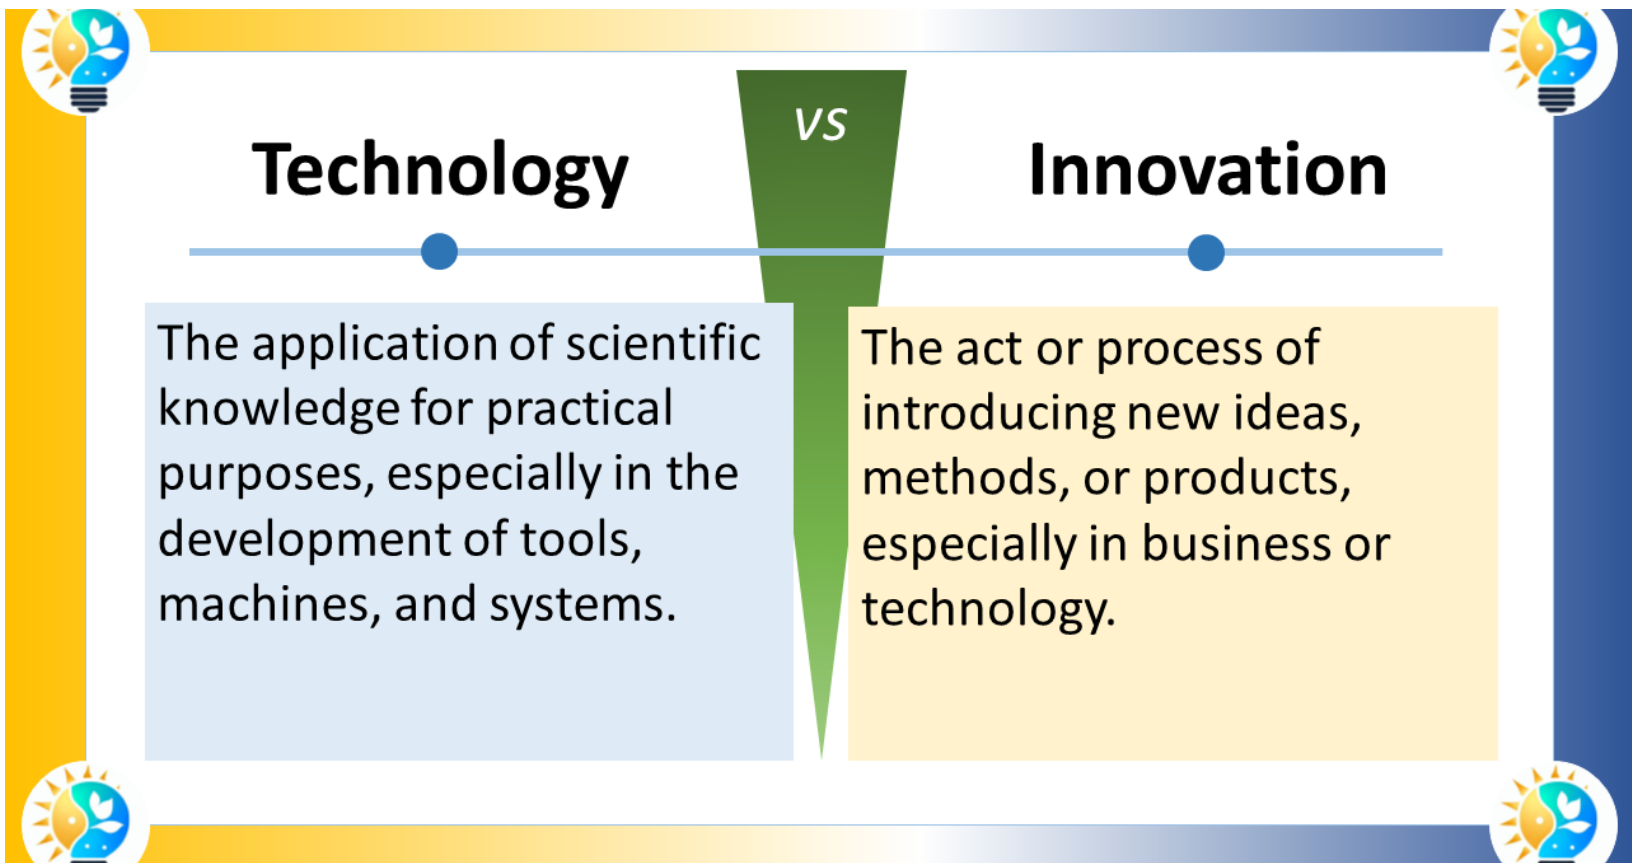 Technology
vs
Innovation
The application of scientific
knowledge for practical
purposes, especially in the
development of tools,
machines, and systems.
The act or process of
introducing new ideas,
methods, or products,
especially in business or
technology.